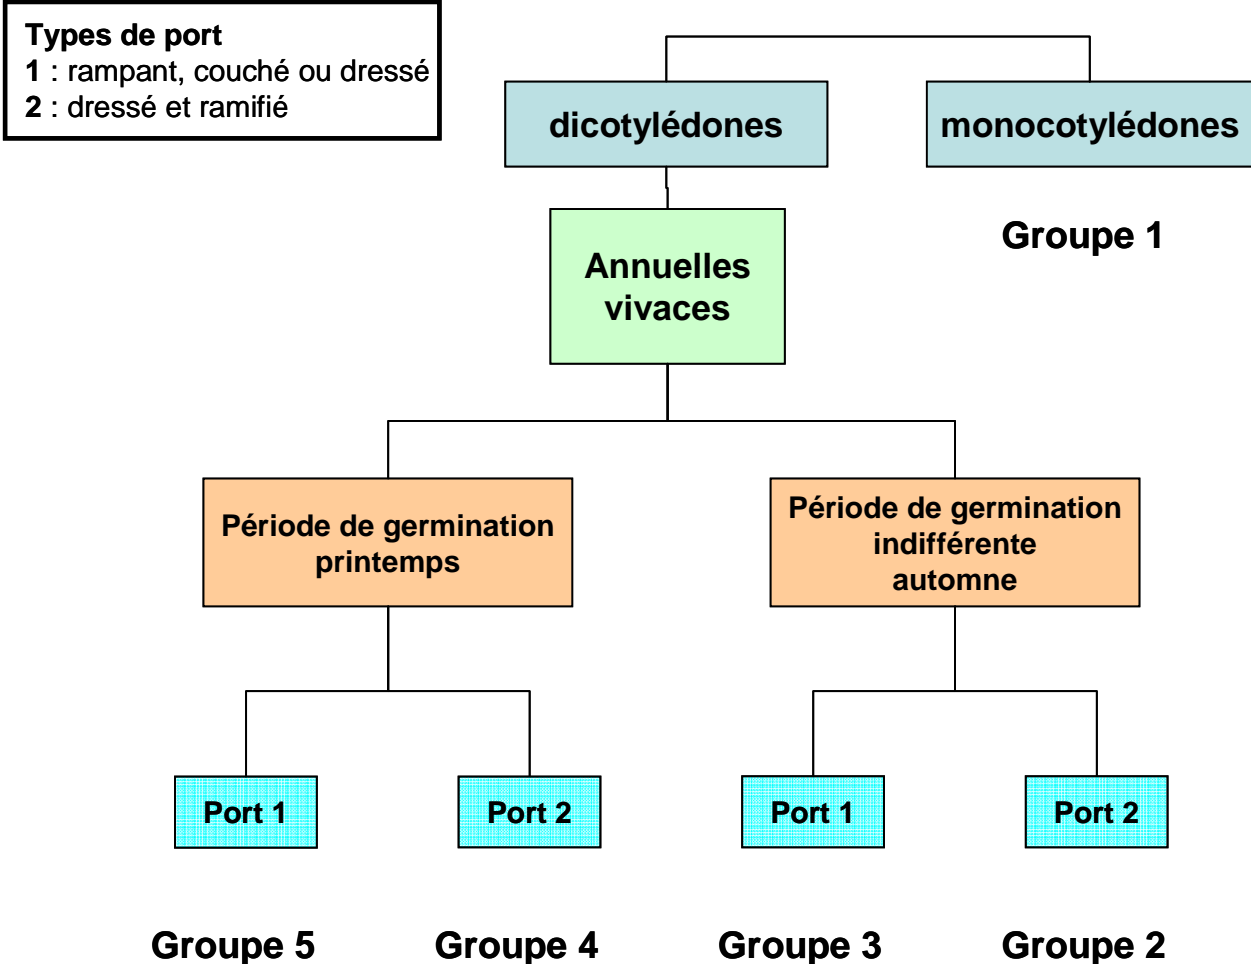 Types de port
1 : rampant, couché ou dressé
2 : dressé et ramifié
dicotylédones
monocotylédones
Groupe 1
Annuelles
vivaces
Période de germination
printemps
Période de germination
indifférente
automne
Port 1
Port 2
Port 1
Port 2
Groupe 5
Groupe 4
Groupe 3
Groupe 2